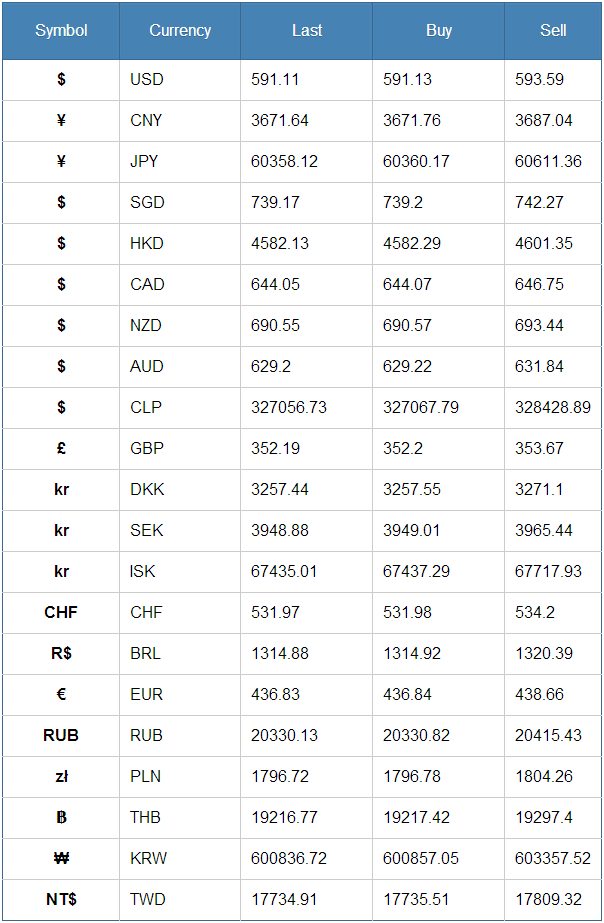 Symbol Currency Last Buy Sell
$ USD 591.11 591.13 593.59
¥ CNY 3671.64 3671.76 3687.04
¥ JPY 60358.12 60360.17 60611.36
$ SGD 739.17 739.2 742.27
$ HKD 4582.13 4582.29 4601.35
$ CAD 644.05 644.07 646.75
$ NZD 690.55 690.57 693.44
$ AUD 629.2 629.22 631.84
$ CLP 327056.73 327067.79 328428.89
£ GBP 352.19 352.2 353.67
kr DKK 3257.44 3257.55 3271.1
kr SEK 3948.88 3949.01 3965.44
kr ISK 67435.01 67437.29 67717.93
CHF CHF 531.97 531.98 534.2
R$ BRL 1314.88 1314.92 1320.39
€ EUR 436.83 436.84 438.66
RUB RUB 20330.13 20330.82 20415.43
zł PLN 1796.72 1796.78 1804.26
฿ THB 19216.77 19217.42 19297.4
₩ KRW 600836.72 600857.05 603357.52
NT$ TWD 17734.91 17735.51 17809.32